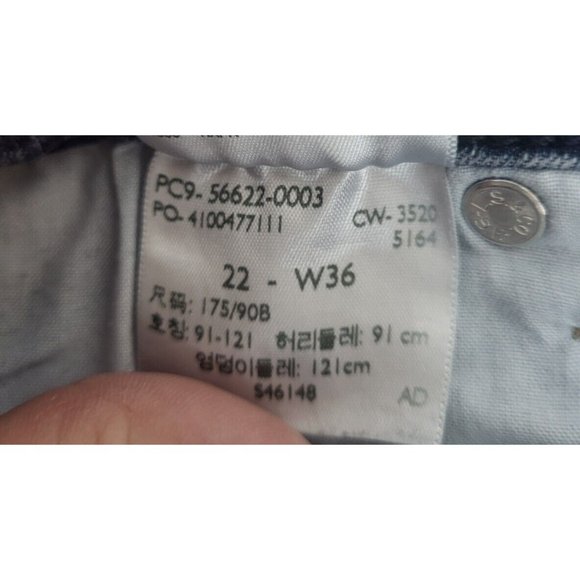 PC9- 56622-0003
PO- 4100477111 CW- 3520
5164
22 - W36
尺码: 175/90B
호칭: 91-121 허리둘레: 91 cm
엉덩이둘레: 121cm
S46148 AD